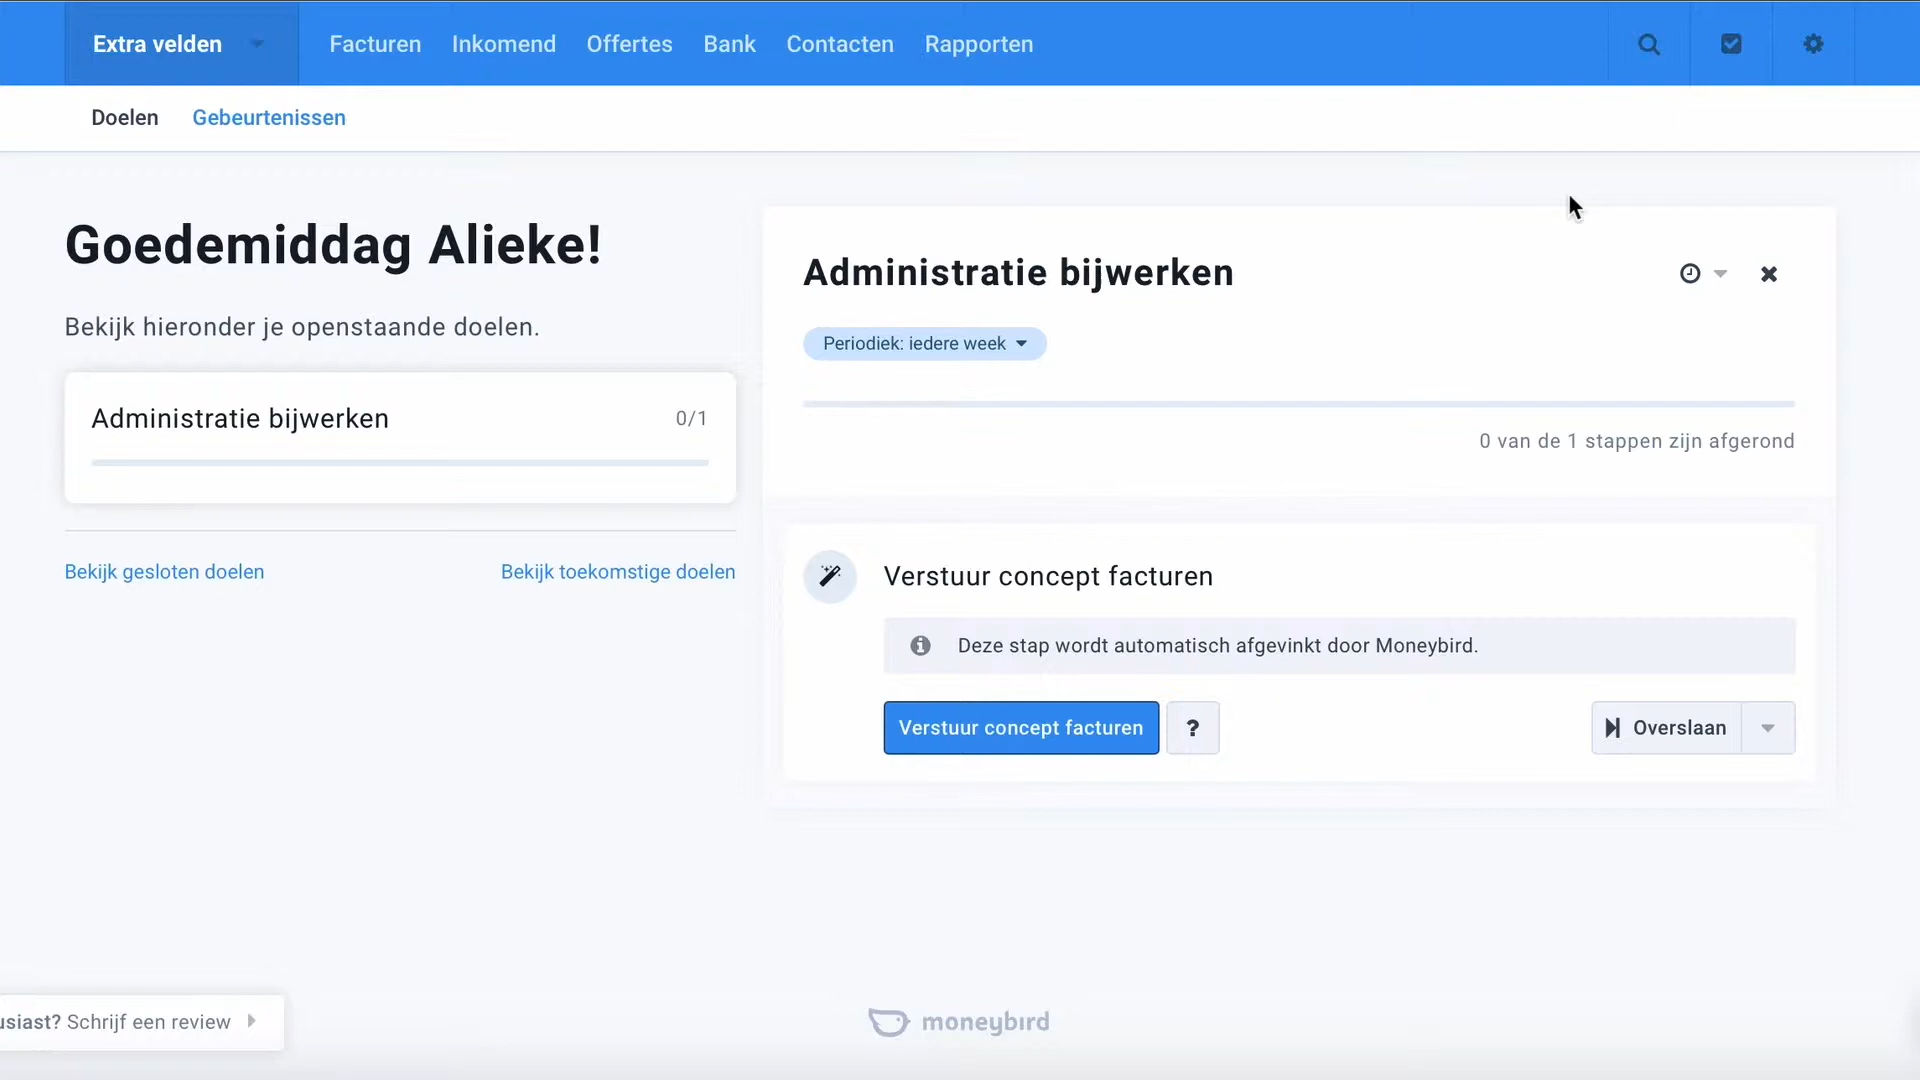 Extra velden
Facturen
Inkomend
Offertes
Bank
Contacten
Rapporten
Doelen
Gebeurtenissen
Goedemiddag Alieke!
Bekijk hieronder je openstaande doelen.
Administratie bijwerken
0/1
Bekijk gesloten doelen
Bekijk toekomstige doelen
Administratie bijwerken
Periodiek: iedere week
0 van de 1 stappen zijn afgerond
Verstuur concept facturen
Deze stap wordt automatisch afgevinkt door Moneybird.
Verstuur concept facturen
?
Overslaan
usiast? Schrijf een review
moneybird